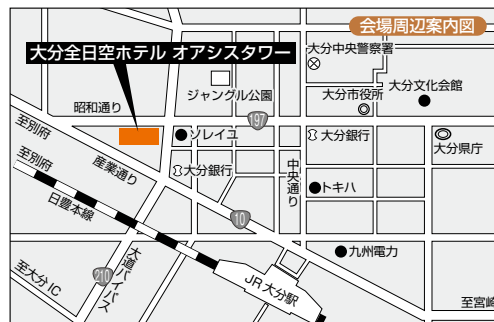 会場周辺案内図
大分全日空ホテル オアシスタワー
大分中央警察署
ジャングル公園
大分市役所
大分文化会館
昭和通り
197
至別府
ソレイユ
大分銀行
大分県庁
至別府
産業通り
大分銀行
中央通り
トキハ
日豊本線
10
九州電力
至大分IC
210
大道バイパス
JR大分駅
至宮崎